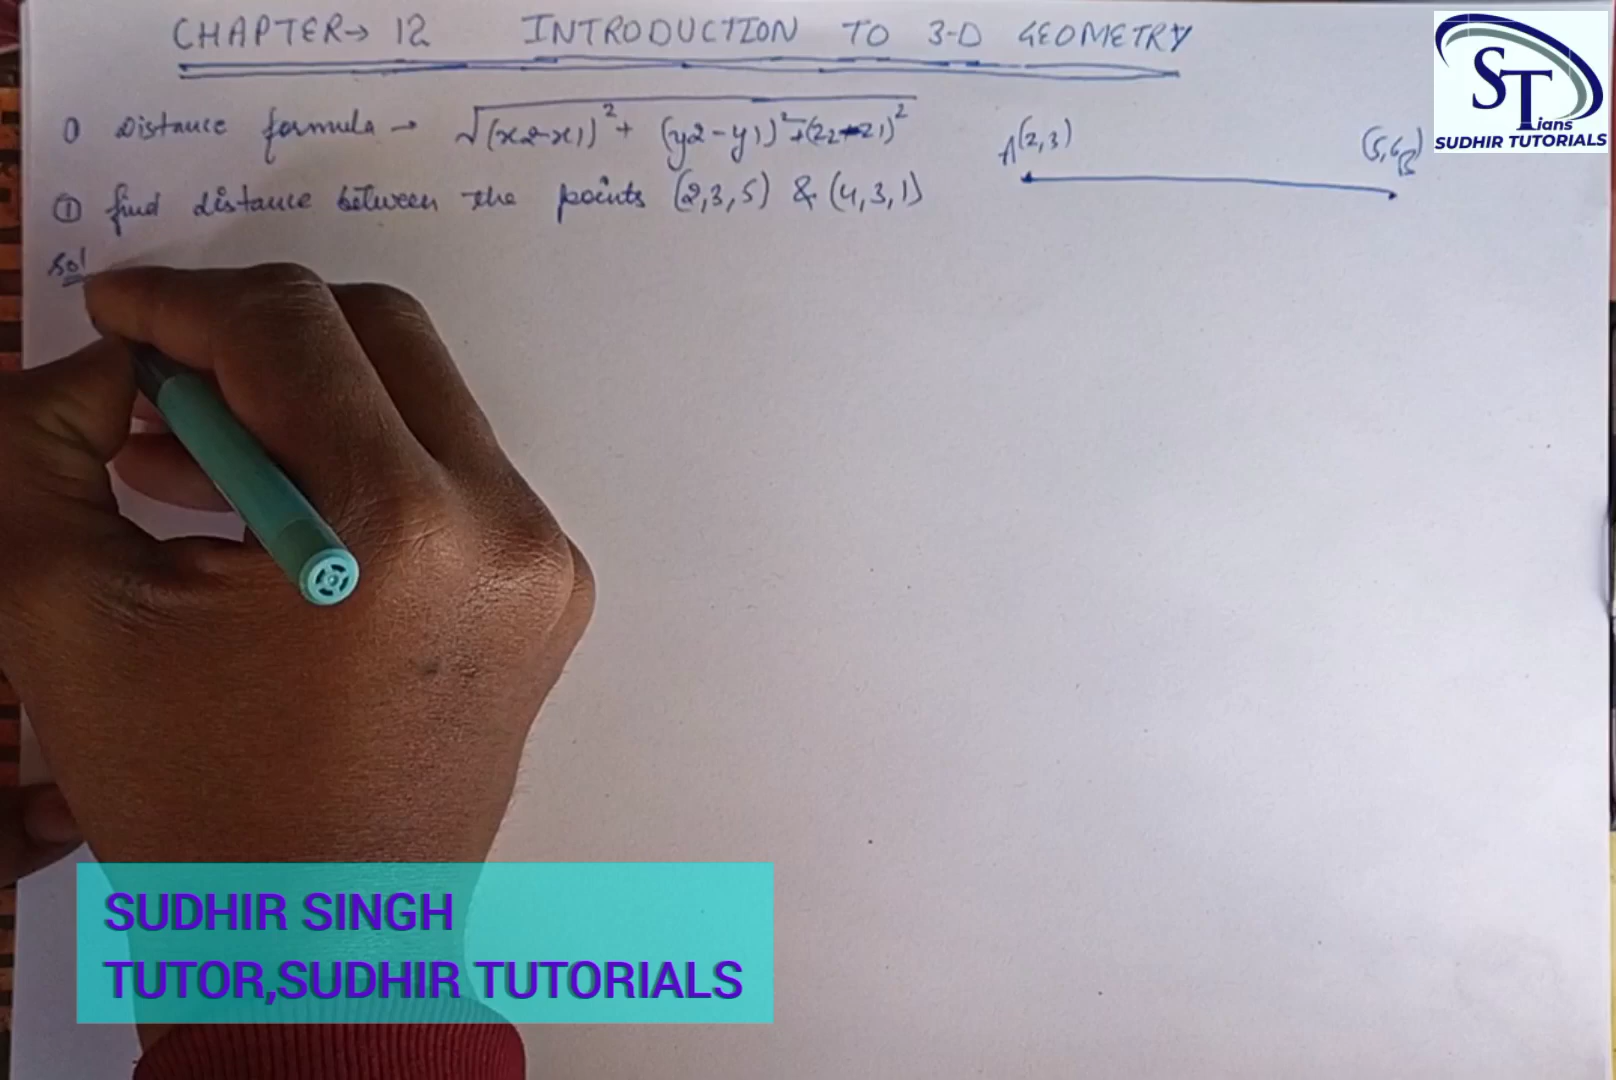 CHAPTER→ 12 INTRODUCTION TO 3-D GEOMETRY
① Distance formula → √(x2-x1)²+ (y2-y1)²+(z2-z1)²
A(2,3) (5,6)B
① find distance between the points (2,3,5) & (4,3,1)
Sol
ST
ians
SUDHIR TUTORIALS
SUDHIR SINGH
TUTOR,SUDHIR TUTORIALS